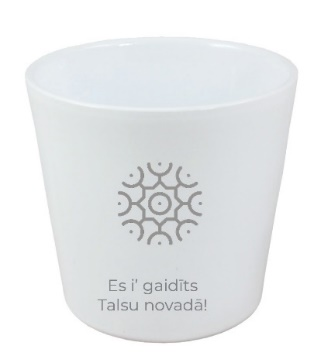 Es i' gaidīts
Talsu novadā!